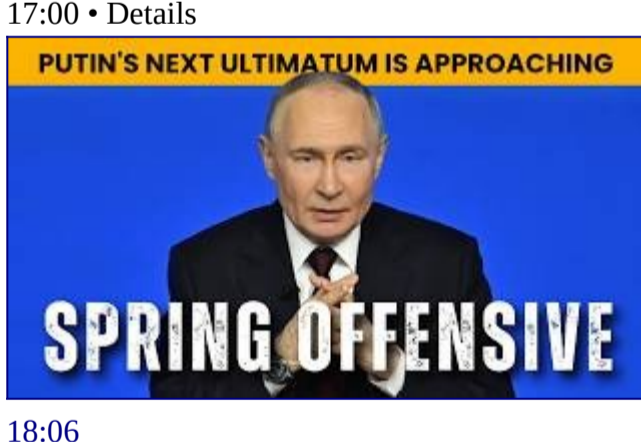 17:00 • Details
PUTIN'S NEXT ULTIMATUM IS APPROACHING
SPRING OFFENSIVE
18:06